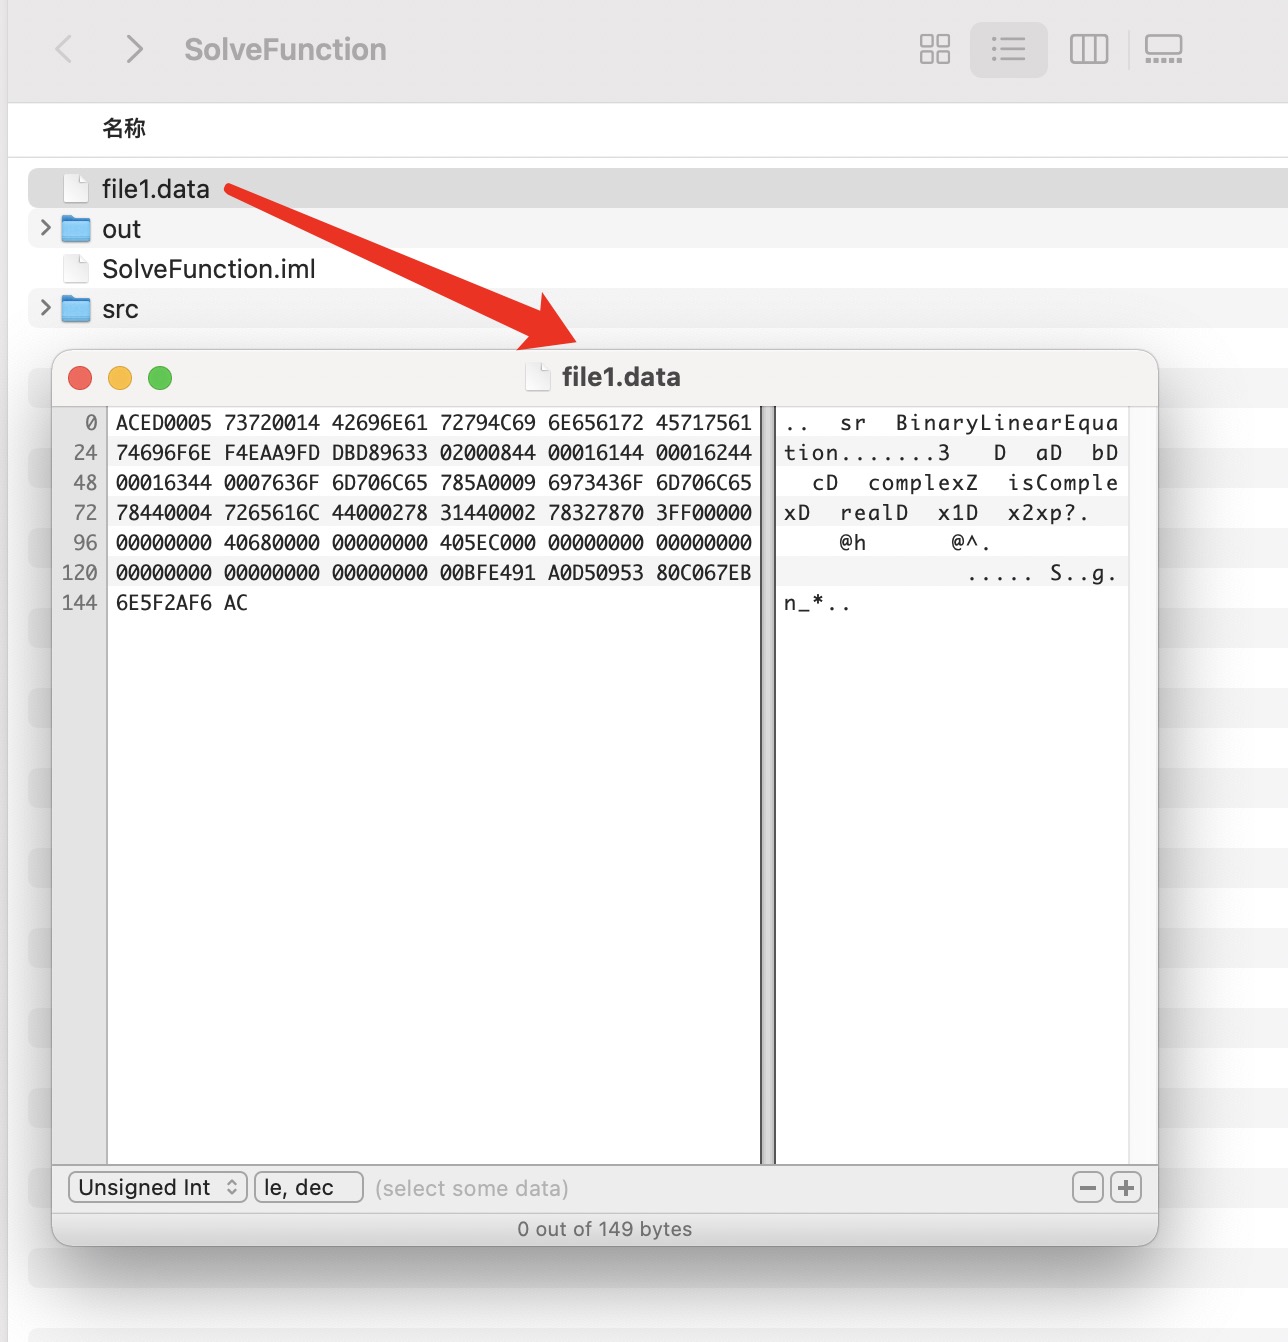 SolveFunction
名称
file1.data
out
SolveFunction.iml
src
file1.data
0 ACED0005 73720014 42696E61 72794C69 6E656172 45717561 .. sr BinaryLinearEqua
24 74696F6E F4EAA9FD DBD89633 02000844 00016144 00016244 tion.......3 D aD bD
48 00016344 0007636F 6D706C65 785A0009 6973436F 6D706C65 cD complexZ isComple
72 78440004 7265616C 44000278 31440002 78327870 3FF00000 xD realD x1D x2xp?.
96 00000000 40680000 00000000 405EC000 00000000 00000000 @h @^.
120 00000000 00000000 00000000 00BFE491 A0D50953 80C067EB ..... S..g.
144 6E5F2AF6 AC n_*..
Unsigned Int le, dec (select some data)
0 out of 149 bytes